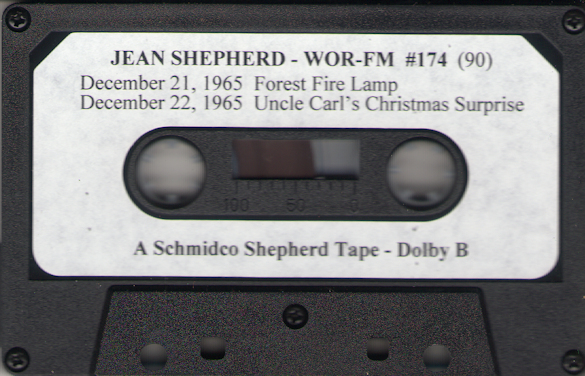 JEAN SHEPHERD - WOR-FM #174 (90)
December 21, 1965 Forest Fire Lamp
December 22, 1965 Uncle Carl's Christmas Surprise
100 50 0
A Schmidco Shepherd Tape - Dolby B